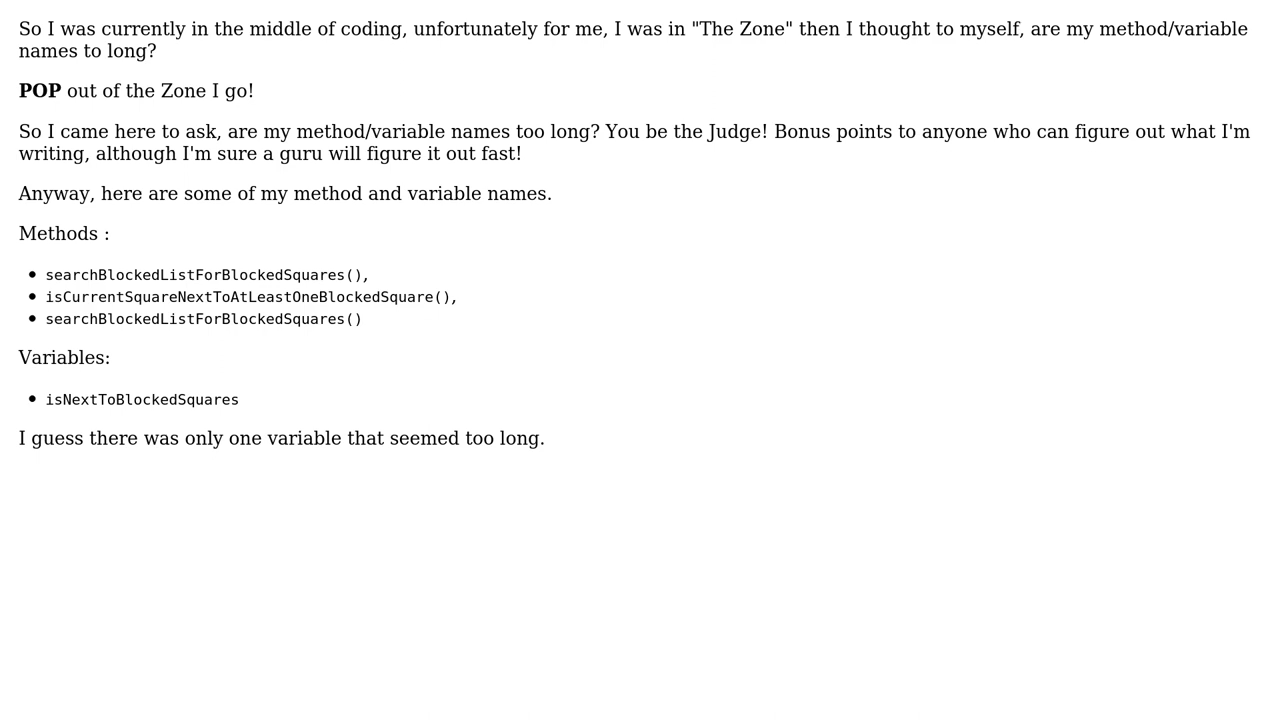 So I was currently in the middle of coding, unfortunately for me, I was in "The Zone" then I thought to myself, are my method/variable
names to long?
POP out of the Zone I go!
So I came here to ask, are my method/variable names too long? You be the Judge! Bonus points to anyone who can figure out what I'm
writing, although I'm sure a guru will figure it out fast!
Anyway, here are some of my method and variable names.
Methods :
• searchBlockedListForBlockedSquares(),
• isCurrentSquareNextToAtLeastOneBlockedSquare(),
• searchBlockedListForBlockedSquares()
Variables:
• isNextToBlockedSquares
I guess there was only one variable that seemed too long.